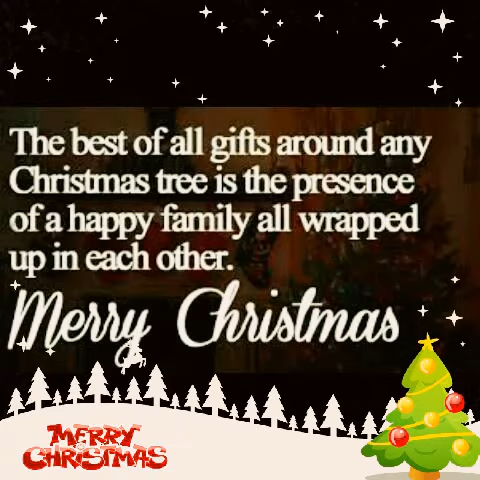 The best of all gifts around any
Christmas tree is the presence
of a happy family all wrapped
up in each other.
Merry Christmas
MERRY
CHRISTMAS